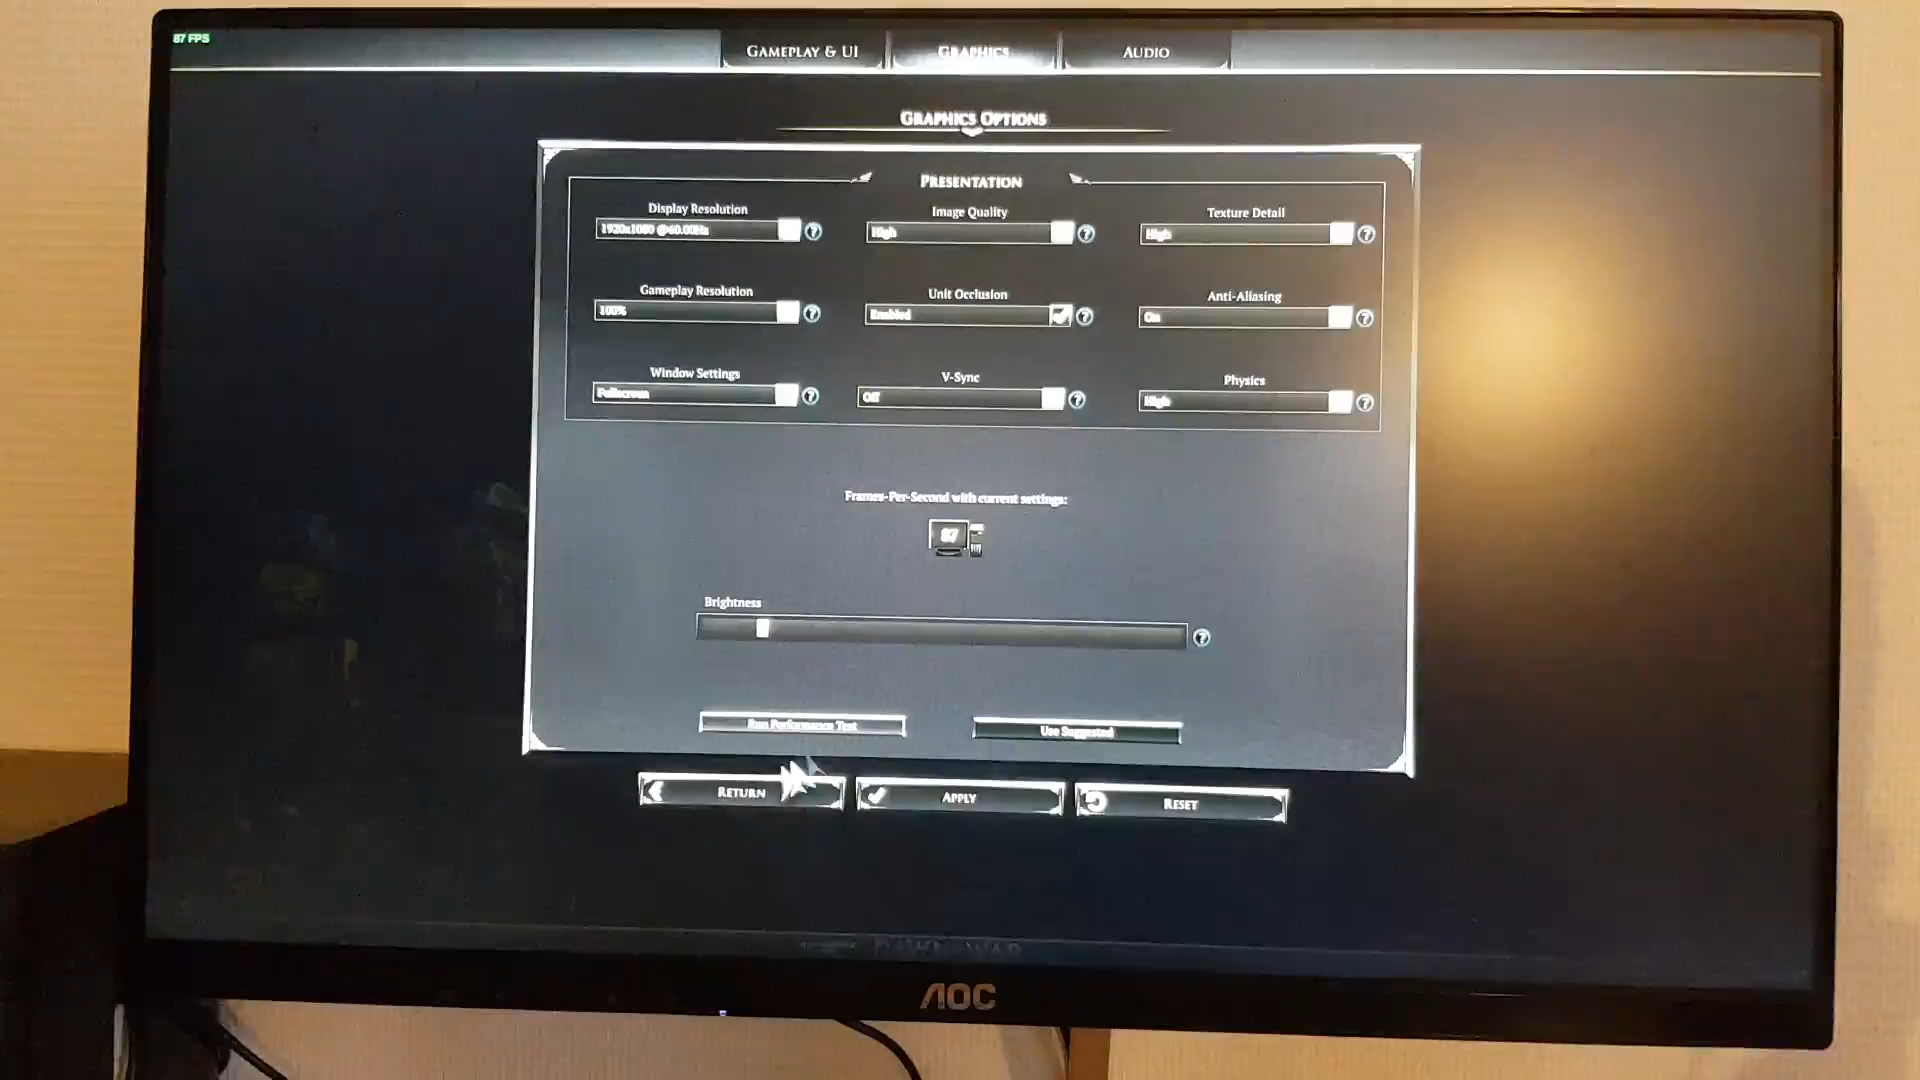 87 FPS
GAMEPLAY & UI
GRAPHICS
AUDIO
GRAPHICS OPTIONS
PRESENTATION
Display Resolution
Image Quality
Texture Detail
1920x1080 @60.00Hz
High
High
Gameplay Resolution
Unit Occlusion
Anti-Aliasing
100%
Enabled
On
Window Settings
V-Sync
Physics
Fullscreen
Off
High
Frames-Per-Second with current settings:
87
Brightness
Run Performance Test
Use Suggested
RETURN
APPLY
RESET
AOC